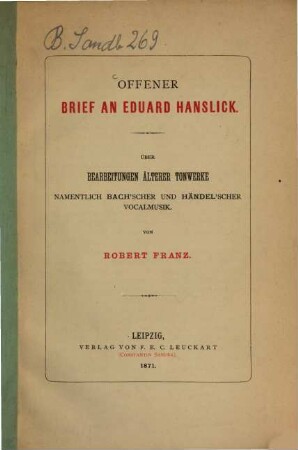 B. Sandb 269
OFFENER
BRIEF AN EDUARD HANSLICK.
ÜBER
BEARBEITUNGEN ÄLTERER TONWERKE
NAMENTLICH BACH'SCHER UND HÄNDEL'SCHER
VOCALMUSIK.
VON
ROBERT FRANZ.
LEIPZIG,
VERLAG VON F. E. C. LEUCKART
(CONSTANTIN SANDER).
1871.